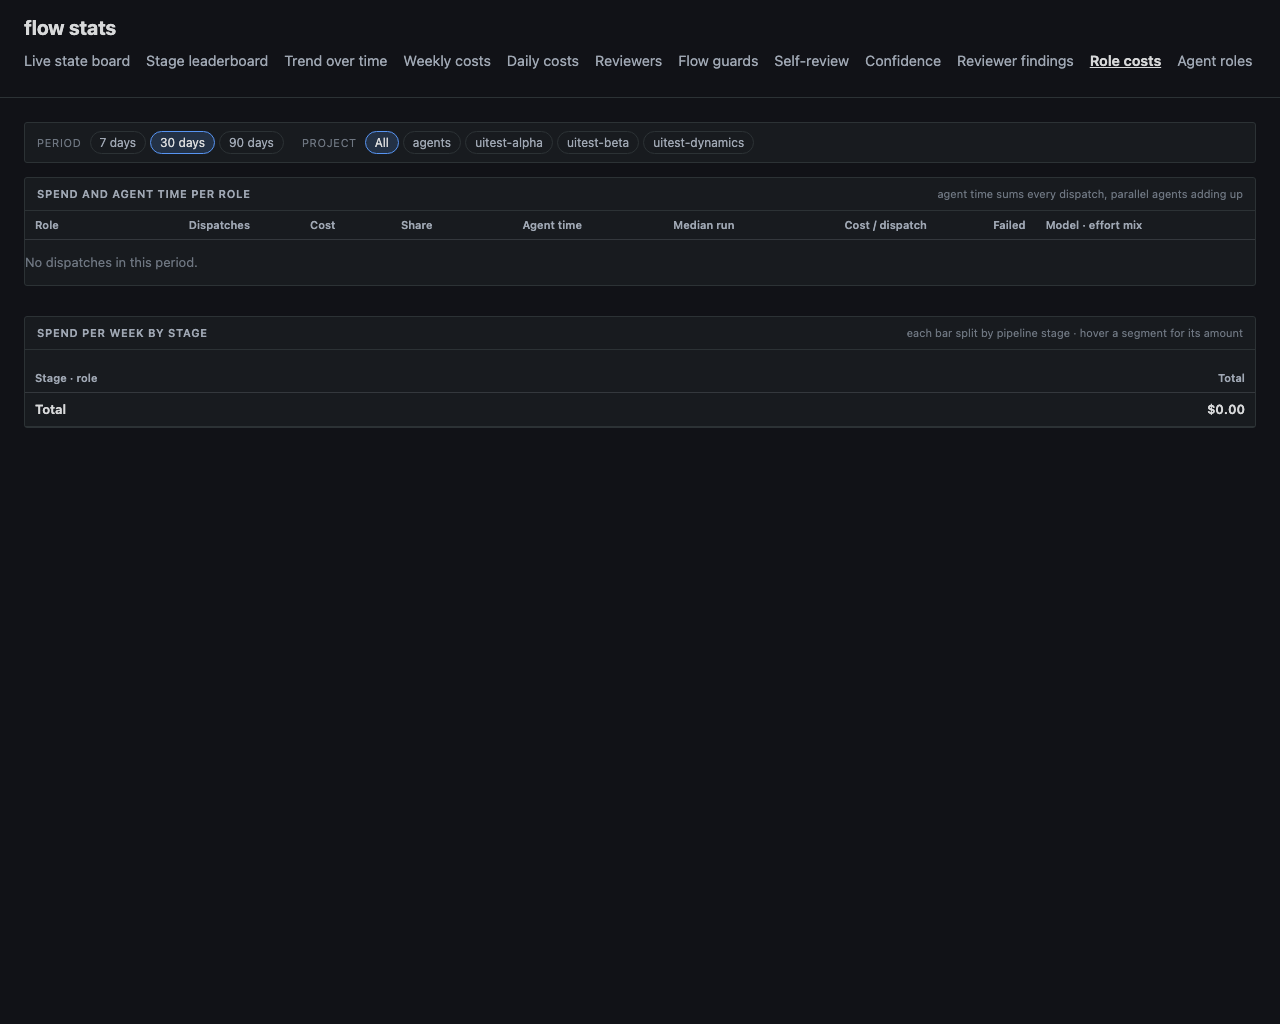 flow stats
Live state board Stage leaderboard Trend over time Weekly costs Daily costs Reviewers Flow guards Self-review Confidence Reviewer findings Role costs Agent roles
PERIOD 7 days 30 days 90 days PROJECT All agents uitest-alpha uitest-beta uitest-dynamics
SPEND AND AGENT TIME PER ROLE agent time sums every dispatch, parallel agents adding up
Role Dispatches Cost Share Agent time Median run Cost / dispatch Failed Model · effort mix
No dispatches in this period.
SPEND PER WEEK BY STAGE each bar split by pipeline stage · hover a segment for its amount
Stage · role Total
Total $0.00